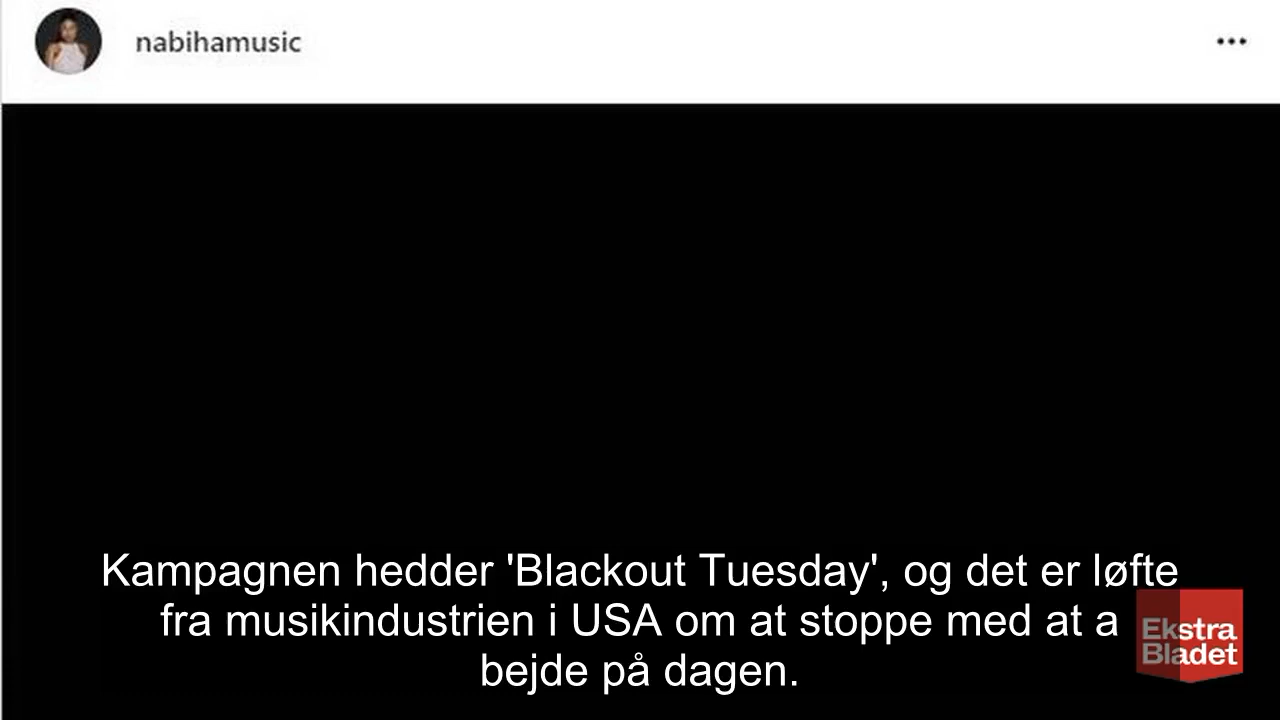 nabihamusic
Kampagnen hedder 'Blackout Tuesday', og det er løfte
fra musikindustrien i USA om at stoppe med at a
bejde på dagen.
Ekstra
Bladet